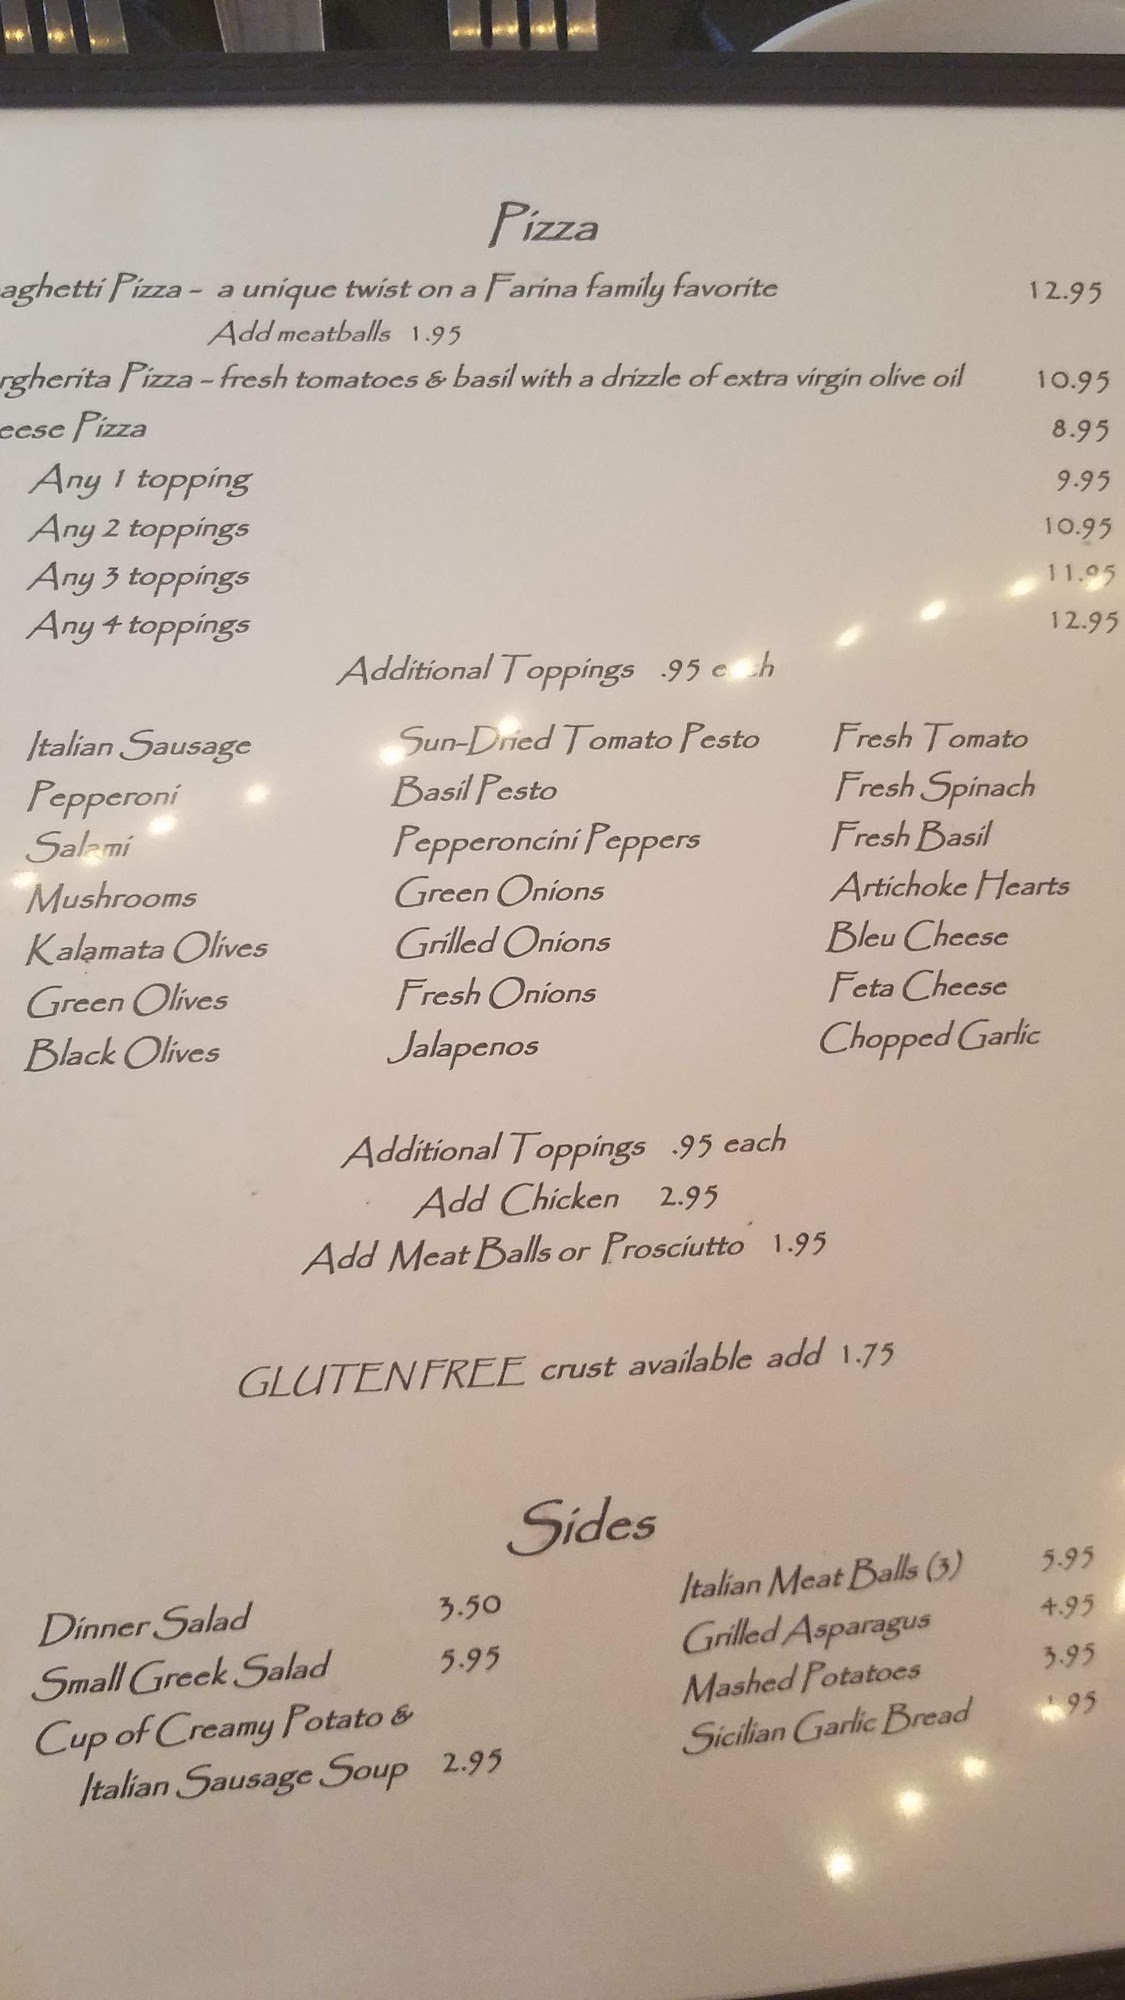 Pizza
aghetti Pizza - a unique twist on a Farina family favorite 12.95
Add meatballs 1.95
rgherita Pizza - fresh tomatoes & basil with a drizzle of extra virgin olive oil 10.95
eese Pizza 8.95
Any 1 topping 9.95
Any 2 toppings 10.95
Any 3 toppings 11.95
Any 4 toppings 12.95
Additional Toppings .95 each
Italian Sausage Sun-Dried Tomato Pesto Fresh Tomato
Pepperoni Basil Pesto Fresh Spinach
Salami Pepperoncini Peppers Fresh Basil
Mushrooms Green Onions Artichoke Hearts
Kalamata Olives Grilled Onions Bleu Cheese
Green Olives Fresh Onions Feta Cheese
Black Olives Jalapenos Chopped Garlic
Additional Toppings .95 each
Add Chicken 2.95
Add Meat Balls or Prosciutto 1.95
GLUTEN FREE crust available add 1.75
Sides
Dinner Salad 3.50
Small Greek Salad 5.95
Cup of Creamy Potato &
Italian Sausage Soup 2.95
Italian Meat Balls (3) 5.95
Grilled Asparagus 4.95
Mashed Potatoes 3.95
Sicilian Garlic Bread